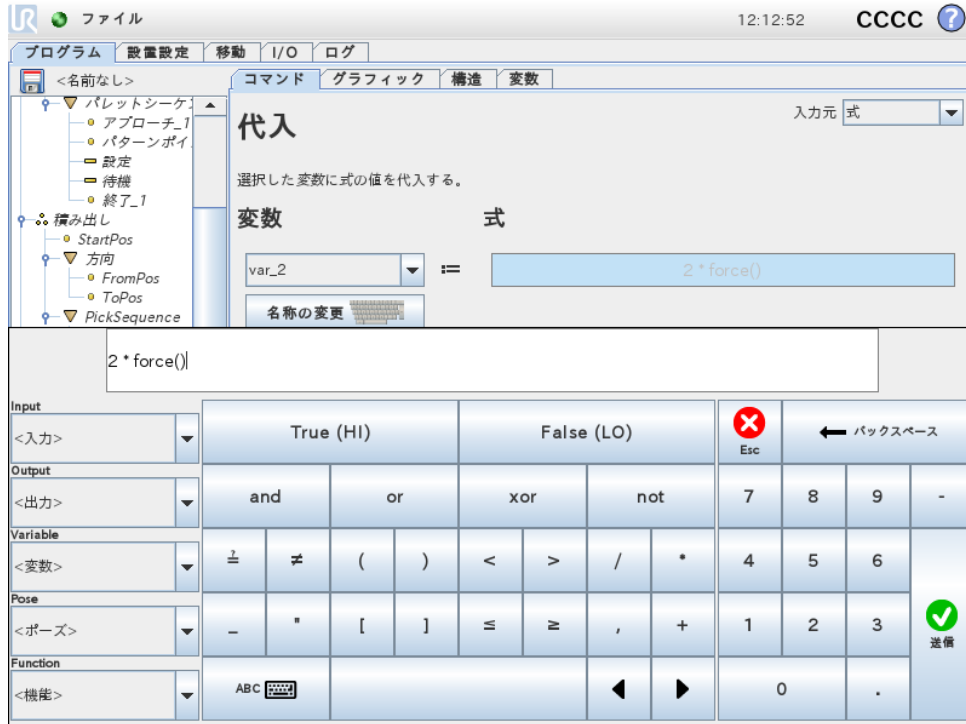 UR ファイル 12:12:52 CCCC ?
プログラム 設置設定 移動 I/O ログ
<名前なし> コマンド グラフィック 構造 変数
パレットシーケン
アプローチ_1
パターンポイ
設定
待機
終了_1
積み出し
StartPos
方向
FromPos
ToPos
PickSequence
代入
入力元 式
選択した変数に式の値を代入する。
変数 式
var_2 := 2 * force()
名称の変更
2 * force()
Input
<入力> True (HI) False (LO) Esc バックスペース
Output
<出力> and or xor not 7 8 9 -
Variable
<変数> ≟ ≠ ( ) < > / * 4 5 6
Pose
<ポーズ> _ " [ ] ≤ ≥ , + 1 2 3 送信
Function
<機能> ABC 0 .